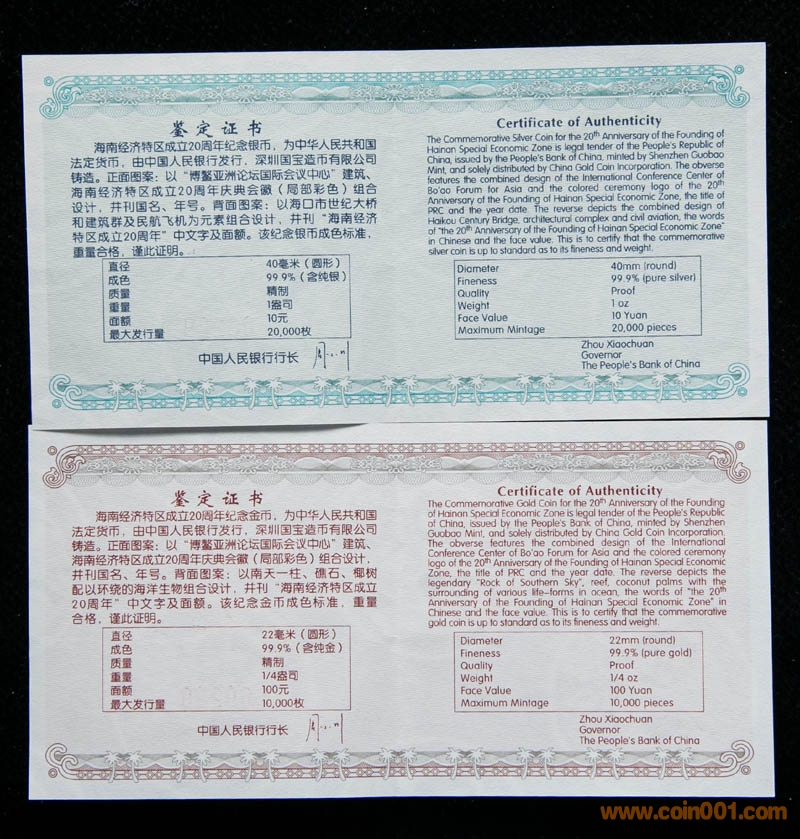 鉴定证书
海南经济特区成立20周年纪念银币，为中华人民共和国
法定货币，由中国人民银行发行，深圳国宝造币有限公司
铸造。正面图案：以“博鳌亚洲论坛国际会议中心”建筑、
海南经济特区成立20周年庆典会徽（局部彩色）组合
设计，并刊国名、年号。背面图案：以海口市世纪大桥
和建筑群及民航飞机为元素组合设计，并刊“海南经济
特区成立20周年”中文字及面额。该纪念银币成色标准，
重量合格，谨此证明。
直径 40毫米（圆形）
成色 99.9%（含纯银）
质量 精制
重量 1盎司
面额 10元
最大发行量 20,000枚
中国人民银行行长
Certificate of Authenticity
The Commemorative Silver Coin for the 20th Anniversary of the Founding of
Hainan Special Economic Zone is legal tender of the People's Republic of
China, issued by the People's Bank of China, minted by Shenzhen Guobao
Mint, and solely distributed by China Gold Coin Incorporation. The obverse
features the combined design of the International Conference Center of
Bo'ao Forum for Asia and the colored ceremony logo of the 20th
Anniversary of the Founding of Hainan Special Economic Zone, the title of
PRC and the year date. The reverse depicts the combined design of
Haikou Century Bridge, architectural complex and civil aviation, the words
of "the 20th Anniversary of the Founding of Hainan Special Economic Zone"
in Chinese and the face value. This is to certify that the commemorative
silver coin is up to standard as to its fineness and weight.
Diameter 40mm (round)
Fineness 99.9% (pure silver)
Quality Proof
Weight 1 oz
Face Value 10 Yuan
Maximum Mintage 20,000 pieces
Zhou Xiaochuan
Governor
The People's Bank of China
鉴定证书
海南经济特区成立20周年纪念金币，为中华人民共和国
法定货币，由中国人民银行发行，深圳国宝造币有限公司
铸造。正面图案：以“博鳌亚洲论坛国际会议中心”建筑、
海南经济特区成立20周年庆典会徽（局部彩色）组合设计，
并刊国名、年号。背面图案：以南天一柱、礁石、椰树
配以环绕的海洋生物组合设计，并刊“海南经济特区成立
20周年”中文字及面额。该纪念金币成色标准，重量
合格，谨此证明。
直径 22毫米（圆形）
成色 99.9%（含纯金）
质量 精制
重量 1/4盎司
面额 100元
最大发行量 10,000枚
中国人民银行行长
Certificate of Authenticity
The Commemorative Gold Coin for the 20th Anniversary of the Founding
of Hainan Special Economic Zone is legal tender of the People's Republic
of China, issued by the People's Bank of China, minted by Shenzhen
Guobao Mint, and solely distributed by China Gold Coin Incorporation.
The obverse features the combined design of the International
Conference Center of Bo'ao Forum for Asia and the colored ceremony
logo of the 20th Anniversary of the Founding of Hainan Special Economic
Zone, the title of PRC and the year date. The reverse depicts the
legendary "Rock of Southern Sky", reef, coconut palms with the
surrounding of various life-forms in ocean, the words of "the 20th
Anniversary of the Founding of Hainan Special Economic Zone" in
Chinese and the face value. This is to certify that the commemorative
gold coin is up to standard as to its fineness and weight.
Diameter 22mm (round)
Fineness 99.9% (pure gold)
Quality Proof
Weight 1/4 oz
Face Value 100 Yuan
Maximum Mintage 10,000 pieces
Zhou Xiaochuan
Governor
The People's Bank of China
www.coin001.com